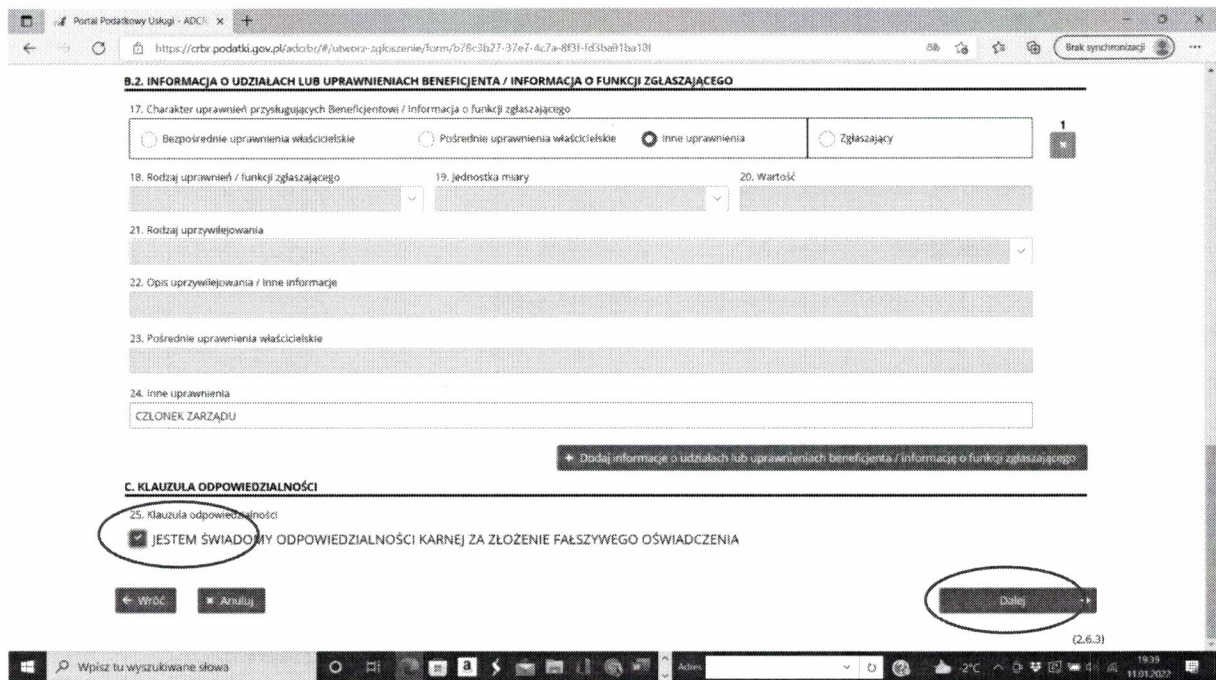 Portal Podatkowy Usługi - ADCR
https://crbr.podatki.gov.pl/adcrbr/#/utworz-zgloszenie/form/
Brak synchronizacji
B.2. INFORMACJA O UDZIAŁACH LUB UPRAWNIENIACH BENEFICJENTA / INFORMACJA O FUNKCJI ZGŁASZAJĄCEGO
17. Charakter uprawnień przysługujących Beneficjentowi / Informacja o funkcji zgłaszającego
1
Bezpośrednie uprawnienia właścicielskie Pośrednie uprawnienia właścicielskie Inne uprawnienia Zgłaszający
18. Rodzaj uprawnień / funkcji zgłaszającego 19. Jednostka miary 20. Wartość
21. Rodzaj uprzywilejowania
22. Opis uprzywilejowania / Inne informacje
23. Pośrednie uprawnienia właścicielskie
24. Inne uprawnienia
CZŁONEK ZARZĄDU
+ Dodaj informacje o udziałach lub uprawnieniach beneficjenta / informację o funkcji zgłaszającego
C. KLAUZULA ODPOWIEDZIALNOŚCI
25. Klauzula odpowiedzialności
JESTEM ŚWIADOMY ODPOWIEDZIALNOŚCI KARNEJ ZA ZŁOŻENIE FAŁSZYWEGO OŚWIADCZENIA
Wróć Anuluj Dalej
(2.6.3)
Wpisz tu wyszukiwane słowa a Adres -2°C 19:39
11.01.2022